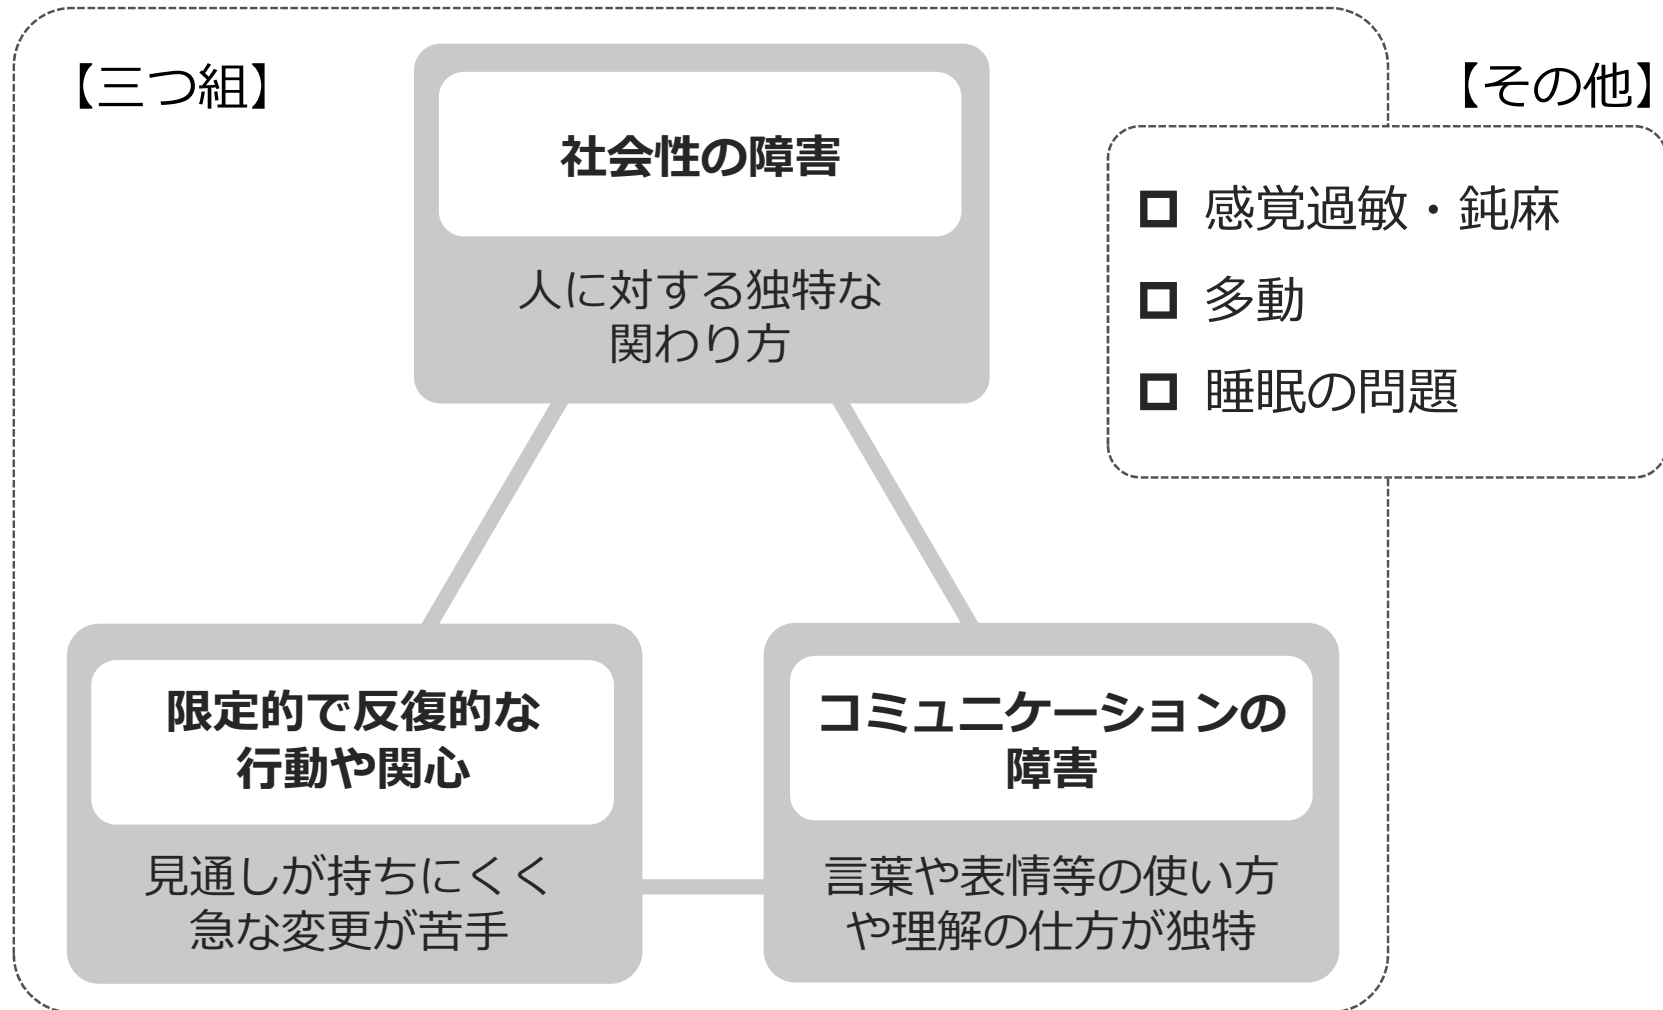 【三つ組】
社会性の障害
人に対する独特な
関わり方
限定的で反復的な
行動や関心
見通しが持ちにくく
急な変更が苦手
コミュニケーションの
障害
言葉や表情等の使い方
や理解の仕方が独特
【その他】
感覚過敏・鈍麻
多動
睡眠の問題